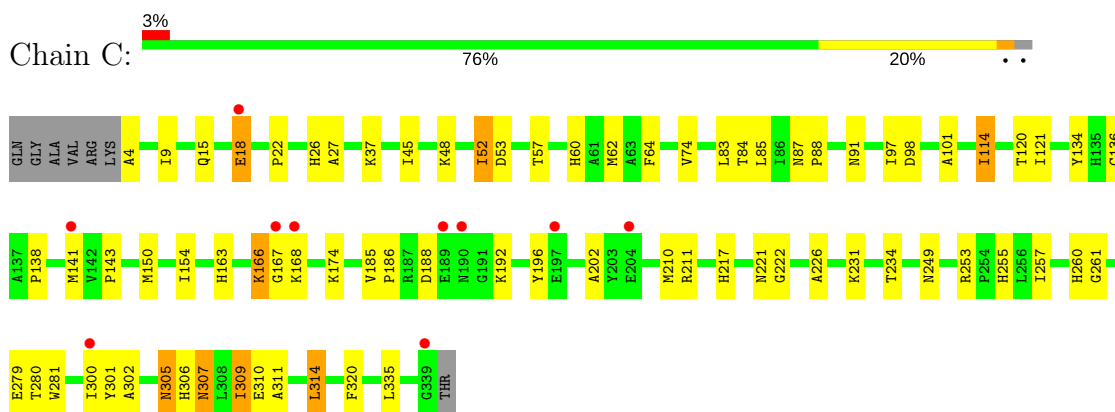 3%
Chain C:
76% 20% • •
GLN GLY ALA VAL ARG LYS A4 I9 Q15 E18 P22 H26 A27 K37 I45 K48 I52 D53 T57 H60 A61 M62 A63 F64 V74 L83 T84 L85 I86 N87 P88 N91 I97 D98 A101 I114 T120 I121 Y134 H135 G136
A137 P138 M141 V142 P143 M150 I154 H163 K166 G167 K168 K174 V185 P186 R187 D188 E189 N190 G191 K192 Y196 E197 A202 Y203 E204 M210 R211 H217 N221 G222 A226 K231 T234 N249 R253 P254 H255 L256 I257 H260 G261
E279 T280 W281 I300 Y301 A302 N305 H306 N307 L308 I309 E310 A311 L314 F320 L335 G339 THR